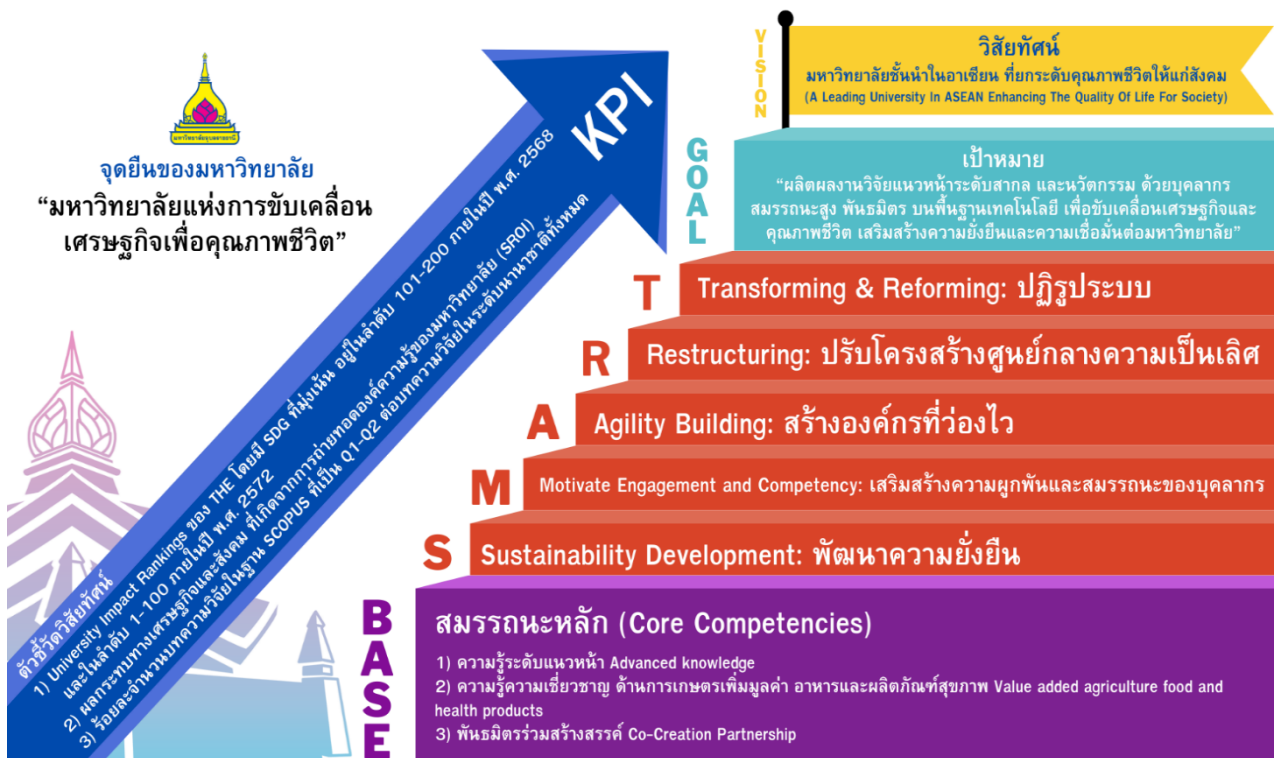 มหาวิทยาลัยอุบลราชธานี
จุดยืนของมหาวิทยาลัย
“มหาวิทยาลัยแห่งการขับเคลื่อน
เศรษฐกิจเพื่อคุณภาพชีวิต”
KPI
ตัวชี้วัดวิสัยทัศน์
1) University Impact Rankings ของ THE โดยมี SDG ที่มุ่งเน้น อยู่ในลำดับ 101-200 ภายในปี พ.ศ. 2568
และในลำดับ 1-100 ภายในปี พ.ศ. 2572
2) ผลกระทบทางเศรษฐกิจและสังคม ที่เกิดจากการถ่ายทอดองค์ความรู้ของมหาวิทยาลัย (SROI)
3) ร้อยละจำนวนบทความวิจัยในฐาน SCOPUS ที่เป็น Q1-Q2 ต่อบทความวิจัยในระดับนานาชาติทั้งหมด
VISION
วิสัยทัศน์
มหาวิทยาลัยชั้นนำในอาเซียน ที่ยกระดับคุณภาพชีวิตให้แก่สังคม
(A Leading University In ASEAN Enhancing The Quality Of Life For Society)
GOAL
เป้าหมาย
“ผลิตผลงานวิจัยแนวหน้าระดับสากล และนวัตกรรม ด้วยบุคลากร
สมรรถนะสูง พันธมิตร บนพื้นฐานเทคโนโลยี เพื่อขับเคลื่อนเศรษฐกิจและ
คุณภาพชีวิต เสริมสร้างความยั่งยืนและความเชื่อมั่นต่อมหาวิทยาลัย”
T Transforming & Reforming: ปฏิรูประบบ
R Restructuring: ปรับโครงสร้างศูนย์กลางความเป็นเลิศ
A Agility Building: สร้างองค์กรที่ว่องไว
M Motivate Engagement and Competency: เสริมสร้างความผูกพันและสมรรถนะของบุคลากร
S Sustainability Development: พัฒนาความยั่งยืน
BASE
สมรรถนะหลัก (Core Competencies)
1) ความรู้ระดับแนวหน้า Advanced knowledge
2) ความรู้ความเชี่ยวชาญ ด้านการเกษตรเพิ่มมูลค่า อาหารและผลิตภัณฑ์สุขภาพ Value added agriculture food and
health products
3) พันธมิตรร่วมสร้างสรรค์ Co-Creation Partnership